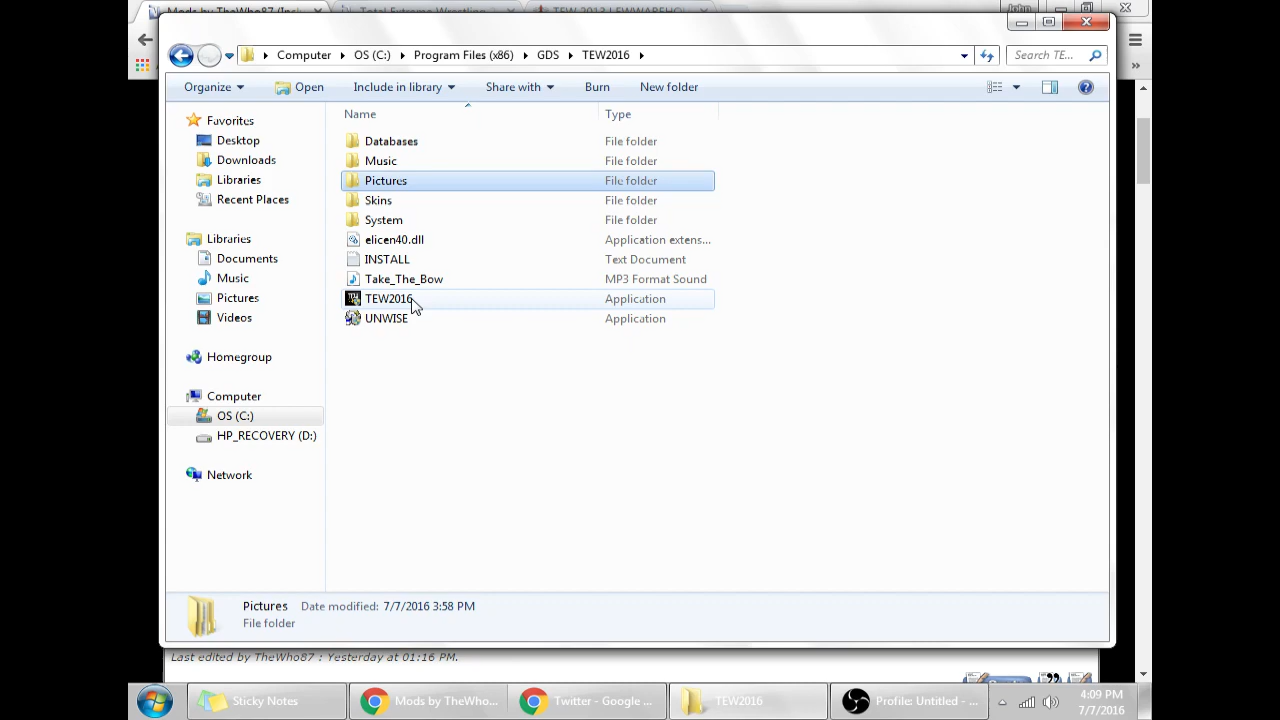 Mods by TheWho87 (Incl
Total Extreme Wrestling
TEW 2013 | EWWAREHOU
John
Computer
OS (C:)
Program Files (x86)
GDS
TEW2016
Search TE...
Organize
Open
Include in library
Share with
Burn
New folder
Name
Type
Favorites
Desktop
Downloads
Libraries
Recent Places
Libraries
Documents
Music
Pictures
Videos
Homegroup
Computer
OS (C:)
HP_RECOVERY (D:)
Network
Databases File folder
Music File folder
Pictures File folder
Skins File folder
System File folder
elicen40.dll Application extens...
INSTALL Text Document
Take_The_Bow MP3 Format Sound
TEW2016 Application
UNWISE Application
Pictures Date modified: 7/7/2016 3:58 PM
File folder
Last edited by TheWho87 : Yesterday at 01:16 PM.
Sticky Notes
Mods by TheWho...
Twitter - Google ...
TEW2016
Profile: Untitled - ...
4:09 PM
7/7/2016